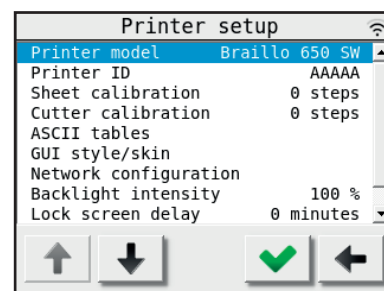 Printer setup
Printer model Braillo 650 SW
Printer ID AAAAA
Sheet calibration 0 steps
Cutter calibration 0 steps
ASCII tables
GUI style/skin
Network configuration
Backlight intensity 100 %
Lock screen delay 0 minutes